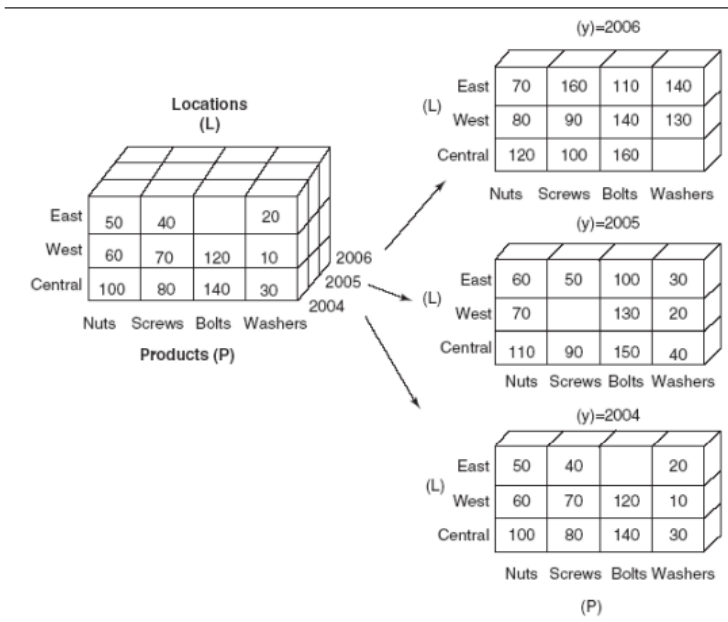 Locations
(L)
East 50 40 20
West 60 70 120 10
Central 100 80 140 30
2006
2005
2004
Nuts Screws Bolts Washers
Products (P)
(y)=2006
(L)
East 70 160 110 140
West 80 90 140 130
Central 120 100 160
Nuts Screws Bolts Washers
(y)=2005
(L)
East 60 50 100 30
West 70 130 20
Central 110 90 150 40
Nuts Screws Bolts Washers
(y)=2004
(L)
East 50 40 20
West 60 70 120 10
Central 100 80 140 30
Nuts Screws Bolts Washers
(P)